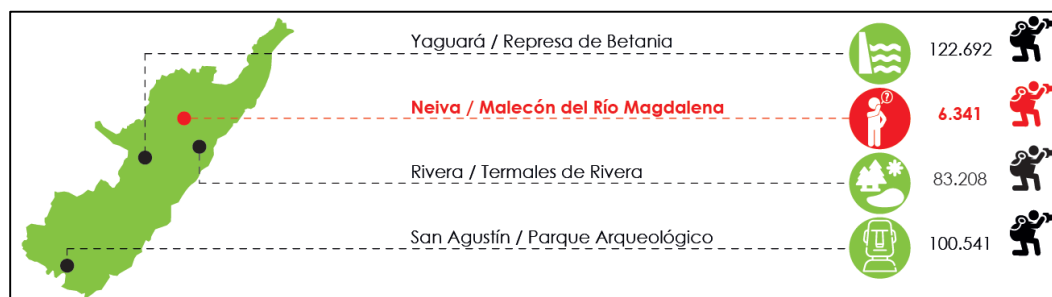 Yaguará / Represa de Betania 122.692
Neiva / Malecón del Río Magdalena ? 6.341
Rivera / Termales de Rivera 83.208
San Agustín / Parque Arqueológico 100.541